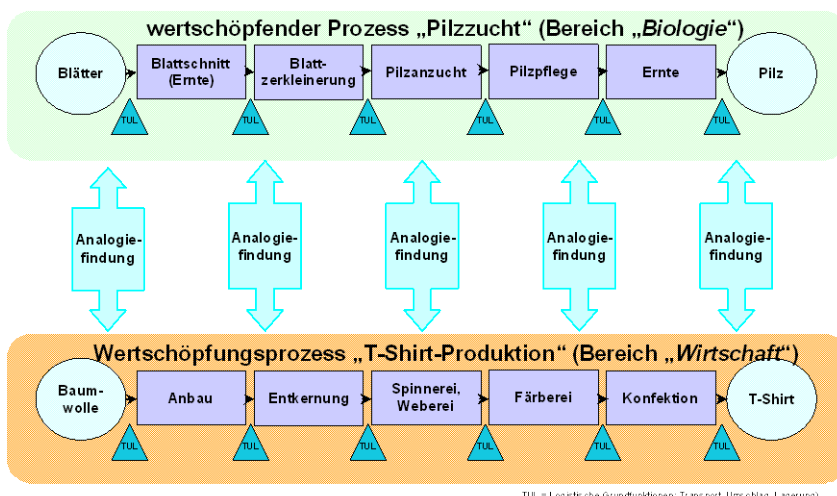 wertschöpfender Prozess „Pilzzucht“ (Bereich „Biologie“)
Blätter
Blattschnitt
(Ernte)
Blatt-
zerkleinerung
Pilzanzucht
Pilzpflege
Ernte
Pilz
TUL
TUL
TUL
TUL
TUL
TUL
Analogie-
findung
Analogie-
findung
Analogie-
findung
Analogie-
findung
Analogie-
findung
Wertschöpfungsprozess „T-Shirt-Produktion“ (Bereich „Wirtschaft“)
Baum-
wolle
Anbau
Entkernung
Spinnerei,
Weberei
Färberei
Konfektion
T-Shirt
TUL
TUL
TUL
TUL
TUL
TUL
TUL = Logistische Grundfunktionen: Transport, Umschlag, Lagerung)